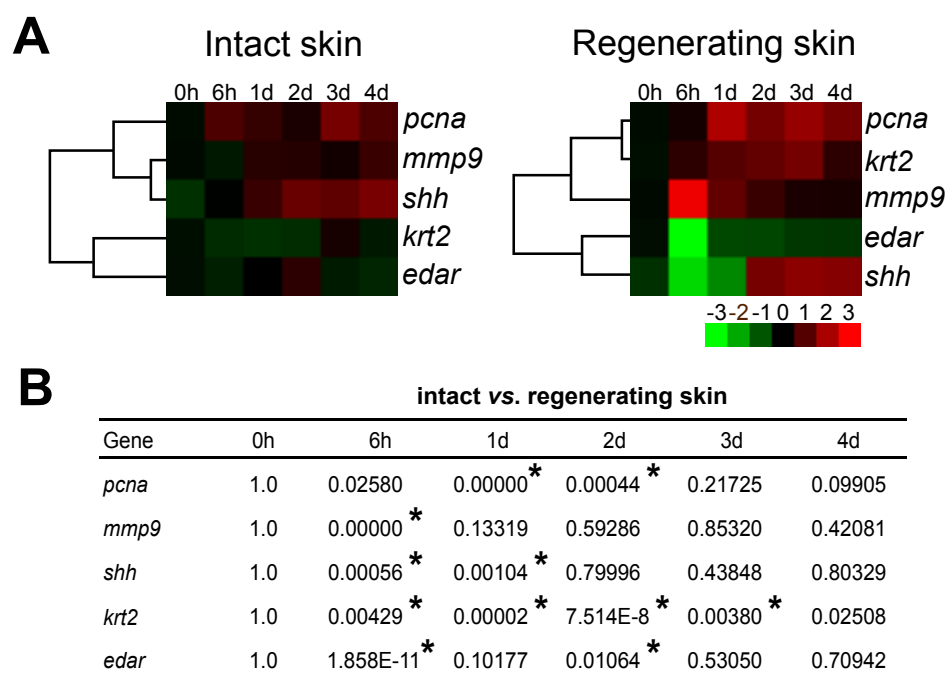 A
Intact skin
Regenerating skin
0h 6h 1d 2d 3d 4d
pcna
mmp9
shh
krt2
edar
0h 6h 1d 2d 3d 4d
pcna
krt2
mmp9
edar
shh
-3 -2 -1 0 1 2 3
B
intact vs. regenerating skin
Gene 0h 6h 1d 2d 3d 4d
pcna 1.0 0.02580 0.00000* 0.00044* 0.21725 0.09905
mmp9 1.0 0.00000* 0.13319 0.59286 0.85320 0.42081
shh 1.0 0.00056* 0.00104* 0.79996 0.43848 0.80329
krt2 1.0 0.00429* 0.00002* 7.514E-8* 0.00380* 0.02508
edar 1.0 1.858E-11* 0.10177 0.01064* 0.53050 0.70942